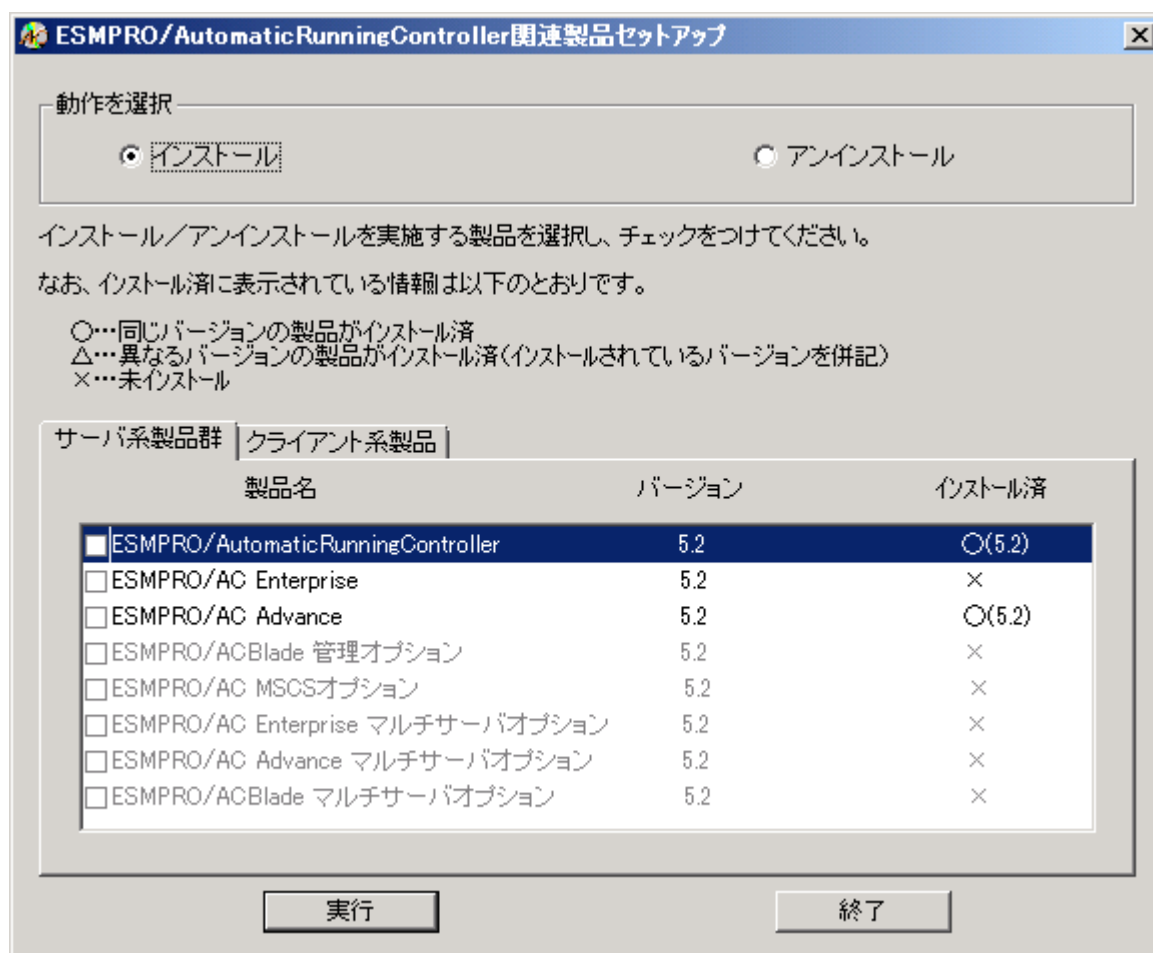 ESMPRO/AutomaticRunningController関連製品セットアップ
動作を選択
インストール アンインストール
インストール/アンインストールを実施する製品を選択し、チェックをつけてください。
なお、インストール済に表示されている情報は以下のとおりです。
○…同じバージョンの製品がインストール済
△…異なるバージョンの製品がインストール済(インストールされているバージョンを併記)
×…未インストール
サーバ系製品群 クライアント系製品
製品名 バージョン インストール済
ESMPRO/AutomaticRunningController 5.2 ○(5.2)
ESMPRO/AC Enterprise 5.2 ×
ESMPRO/AC Advance 5.2 ○(5.2)
ESMPRO/ACBlade 管理オプション 5.2 ×
ESMPRO/AC MSCSオプション 5.2 ×
ESMPRO/AC Enterprise マルチサーバオプション 5.2 ×
ESMPRO/AC Advance マルチサーバオプション 5.2 ×
ESMPRO/ACBlade マルチサーバオプション 5.2 ×
実行 終了